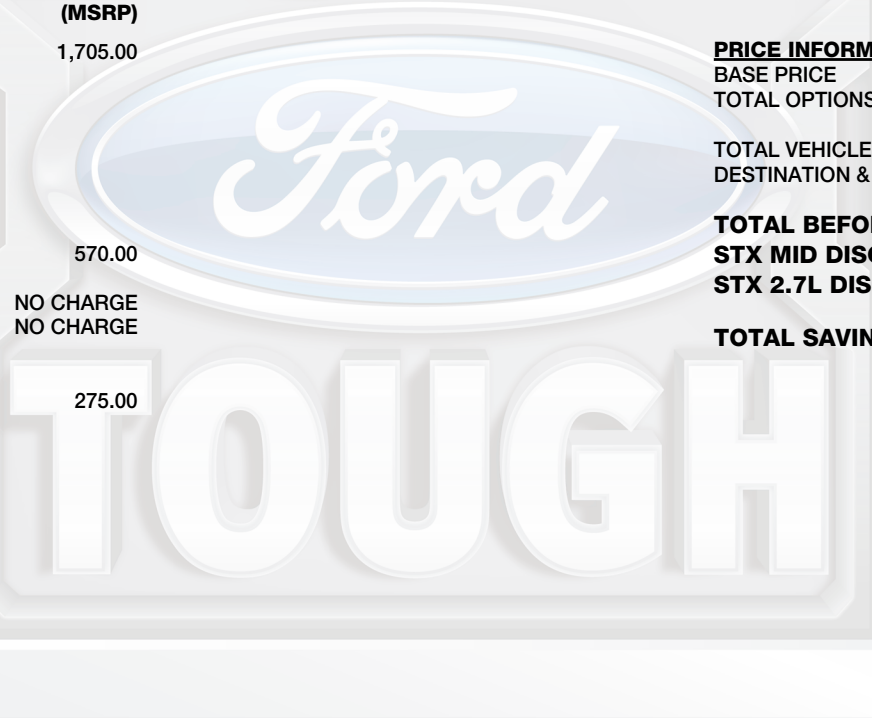 (MSRP)
1,705.00
570.00
NO CHARGE
NO CHARGE
275.00
PRICE INFORM
BASE PRICE
TOTAL OPTIONS
TOTAL VEHICLE
DESTINATION &
TOTAL BEFO
STX MID DISC
STX 2.7L DIS
TOTAL SAVIN
Ford
TOUGH